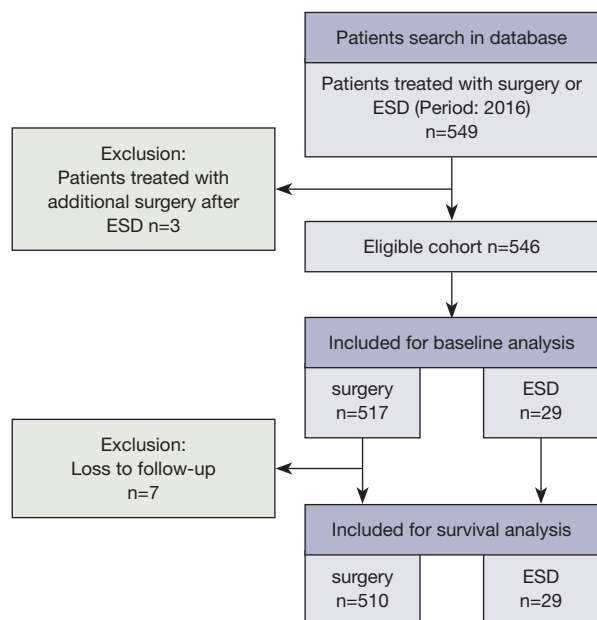 Patients search in database
Patients treated with surgery or
ESD (Period: 2016)
n=549
Exclusion:
Patients treated with
additional surgery after
ESD n=3
Eligible cohort n=546
Included for baseline analysis
surgery
n=517
ESD
n=29
Exclusion:
Loss to follow-up
n=7
Included for survival analysis
surgery
n=510
ESD
n=29